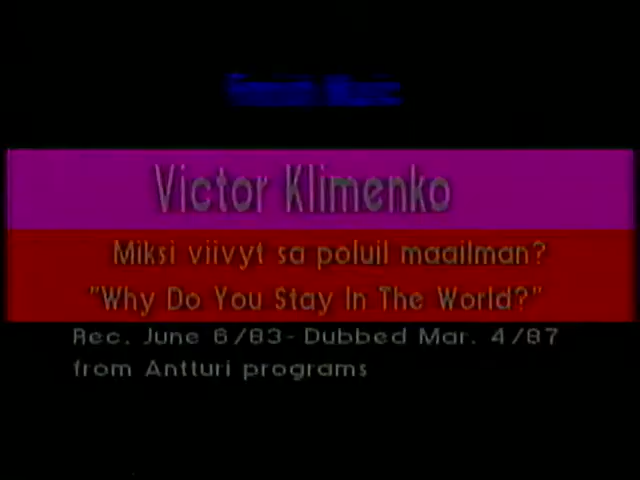 Victor Klimenko
Miksi viivyt sa poluil maailman?
"Why Do You Stay In The World?"
Rec. June 6/83- Dubbed Mar. 4/87
from Antturi programs